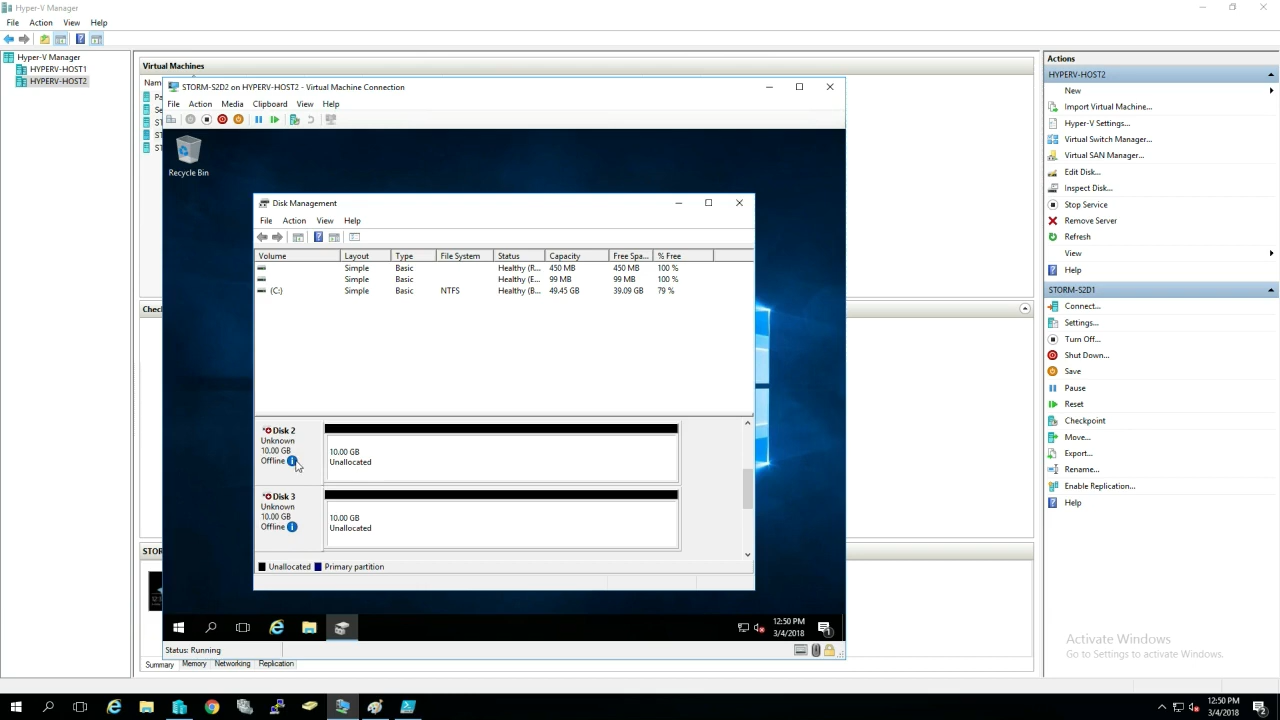 Hyper-V Manager
File Action View Help
Hyper-V Manager
HYPERV-HOST1
HYPERV-HOST2
Virtual Machines
STORM-S2D2 on HYPERV-HOST2 - Virtual Machine Connection
File Action Media Clipboard View Help
Recycle Bin
Disk Management
File Action View Help
Volume Layout Type File System Status Capacity Free Spa... % Free
Simple Basic Healthy (R... 450 MB 450 MB 100 %
Simple Basic Healthy (E... 99 MB 99 MB 100 %
(C:) Simple Basic NTFS Healthy (B... 49.45 GB 39.09 GB 79 %
Disk 2
Unknown
10.00 GB
Offline
10.00 GB
Unallocated
Disk 3
Unknown
10.00 GB
Offline
10.00 GB
Unallocated
Unallocated Primary partition
12:50 PM
3/4/2018
1
Status: Running
Summary Memory Networking Replication
Actions
HYPERV-HOST2
New
Import Virtual Machine...
Hyper-V Settings...
Virtual Switch Manager...
Virtual SAN Manager...
Edit Disk...
Inspect Disk...
Stop Service
Remove Server
Refresh
View
Help
STORM-S2D1
Connect...
Settings...
Turn Off...
Shut Down...
Save
Pause
Reset
Checkpoint
Move...
Export...
Rename...
Enable Replication...
Help
Activate Windows
Go to Settings to activate Windows.
12:50 PM
3/4/2018
2